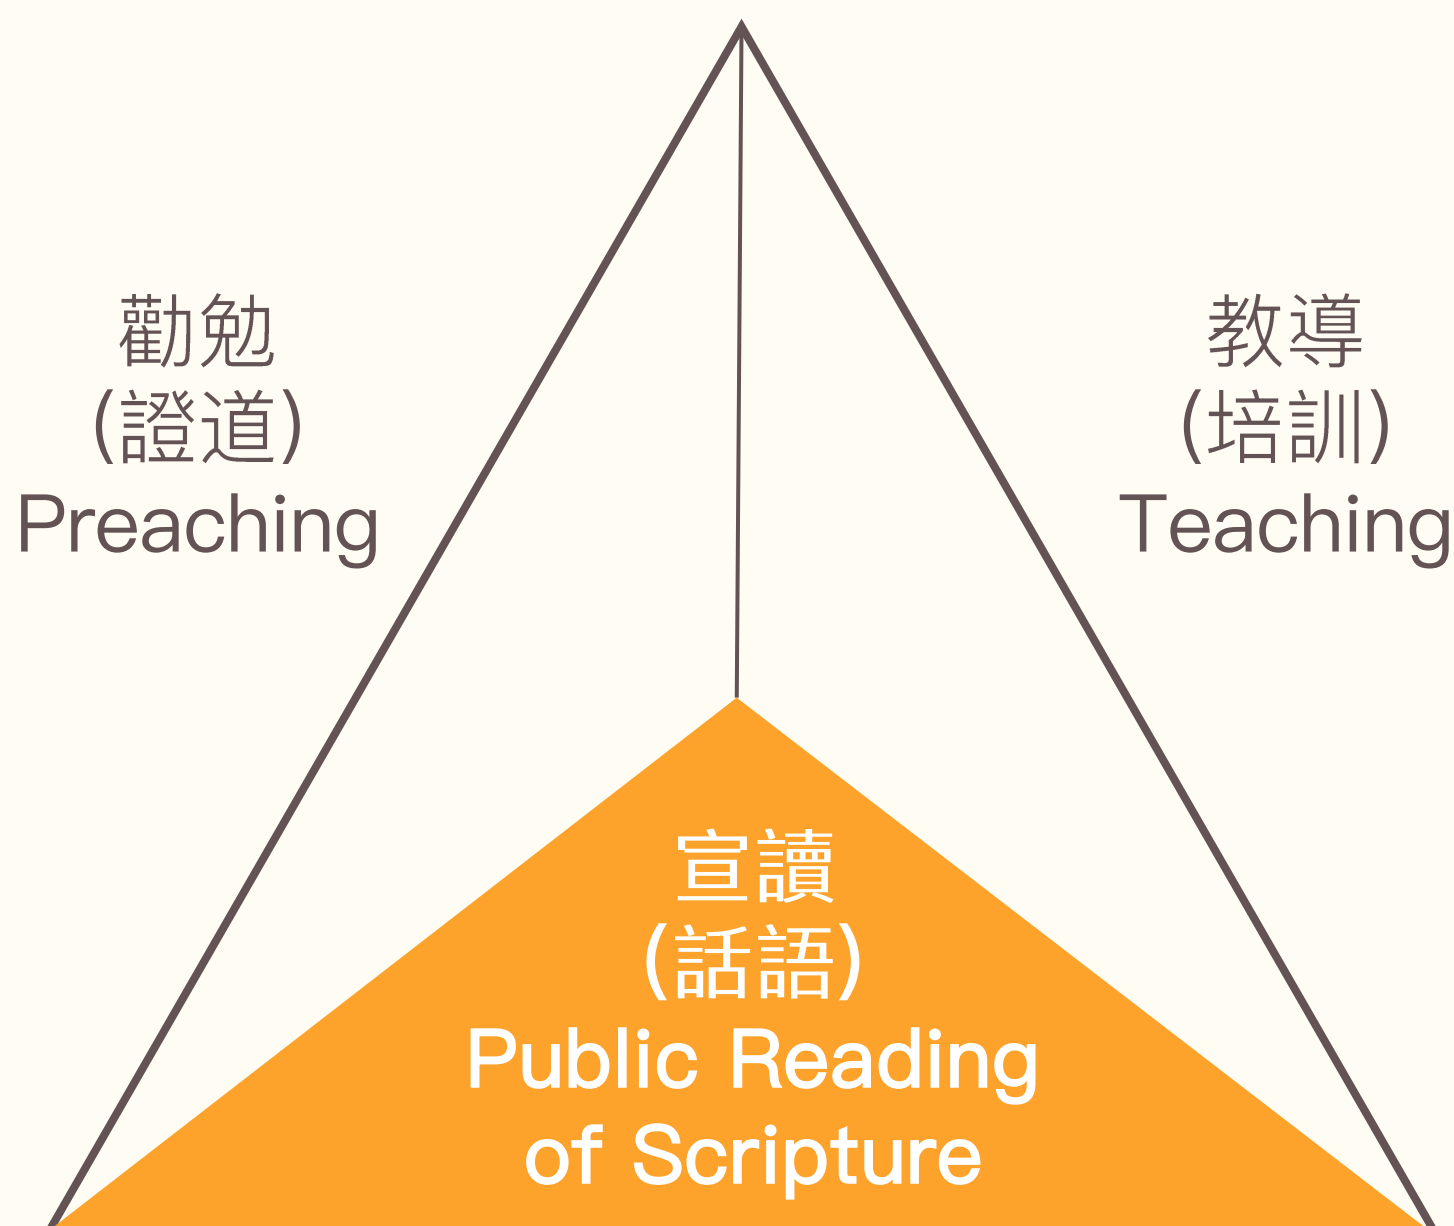 勸勉
(證道)
Preaching
教導
(培訓)
Teaching
宣讀
(話語)
Public Reading
of Scripture